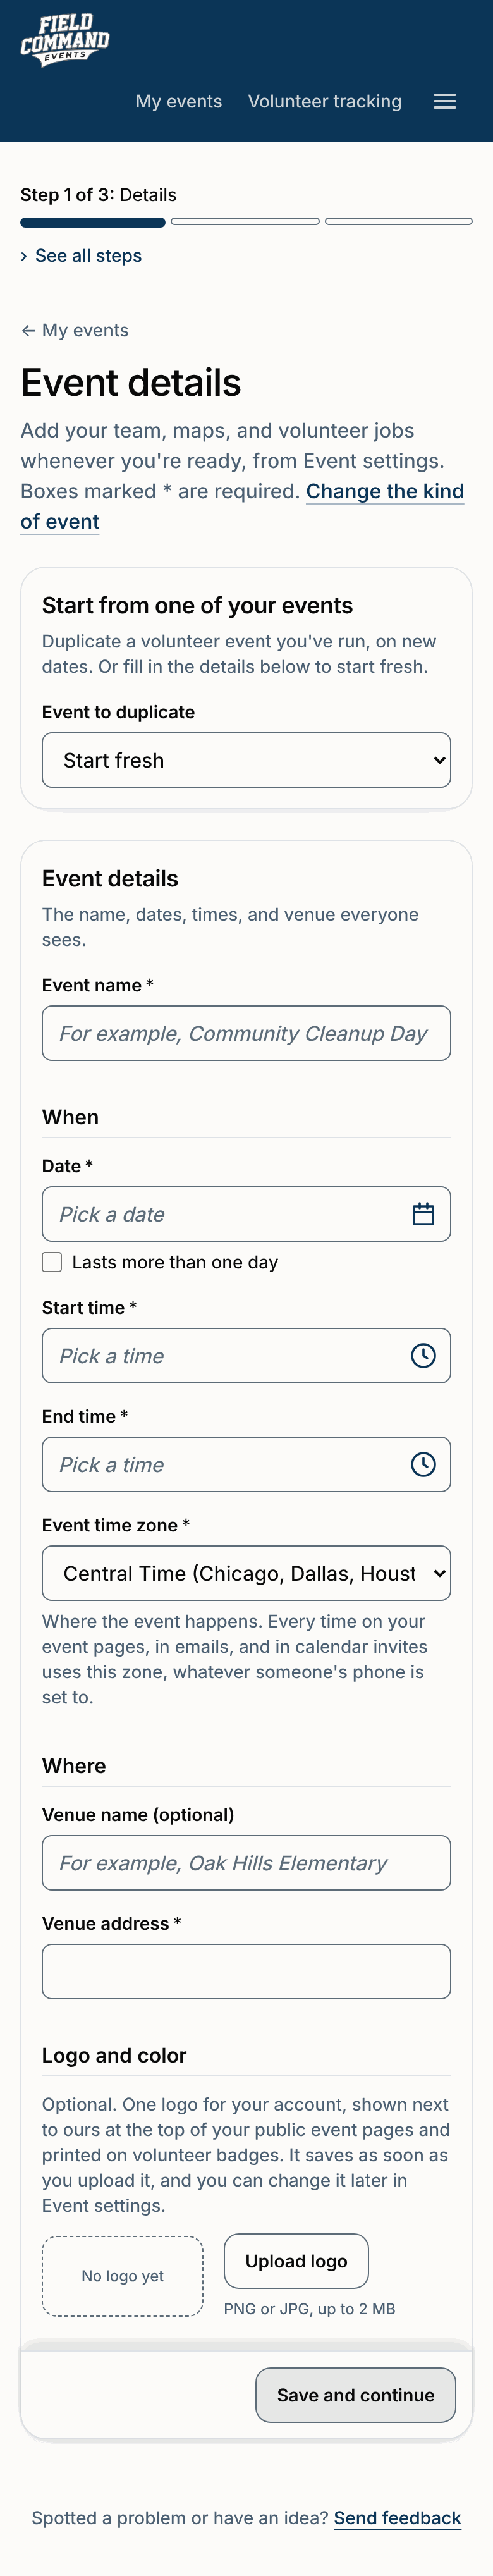 FIELD
COMMAND
EVENTS
My events Volunteer tracking
Step 1 of 3: Details
› See all steps
← My events
Event details
Add your team, maps, and volunteer jobs
whenever you're ready, from Event settings.
Boxes marked * are required. Change the kind
of event
Start from one of your events
Duplicate a volunteer event you've run, on new
dates. Or fill in the details below to start fresh.
Event to duplicate
Start fresh
Event details
The name, dates, times, and venue everyone
sees.
Event name *
For example, Community Cleanup Day
When
Date *
Pick a date
Lasts more than one day
Start time *
Pick a time
End time *
Pick a time
Event time zone *
Central Time (Chicago, Dallas, Houst
Where the event happens. Every time on your
event pages, in emails, and in calendar invites
uses this zone, whatever someone's phone is
set to.
Where
Venue name (optional)
For example, Oak Hills Elementary
Venue address *
Logo and color
Optional. One logo for your account, shown next
to ours at the top of your public event pages and
printed on volunteer badges. It saves as soon as
you upload it, and you can change it later in
Event settings.
No logo yet
Upload logo
PNG or JPG, up to 2 MB
Save and continue
Spotted a problem or have an idea? Send feedback